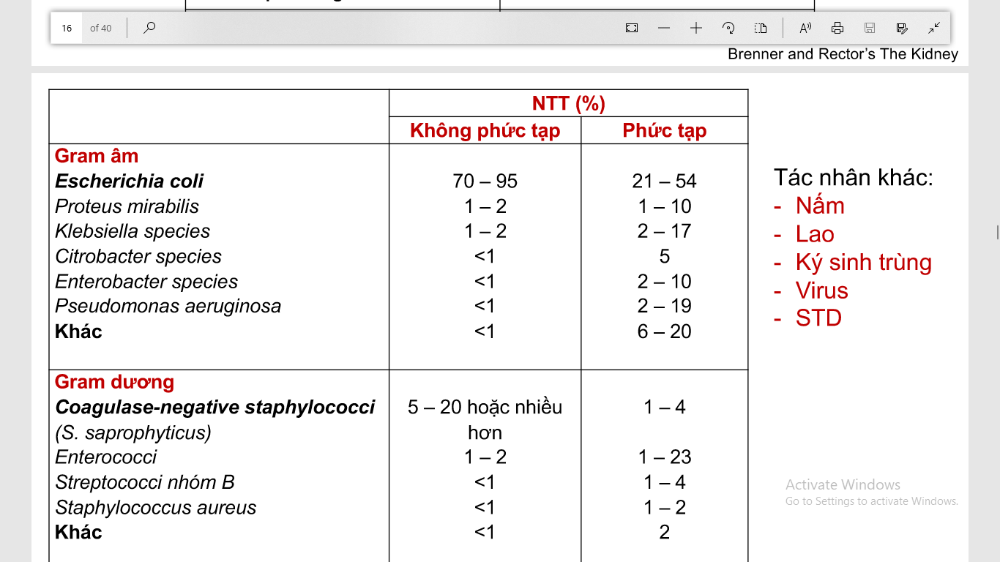 16 of 40
Brenner and Rector's The Kidney
NTT (%)
Không phức tạp Phức tạp
Gram âm
Escherichia coli 70 – 95 21 – 54
Proteus mirabilis 1 – 2 1 – 10
Klebsiella species 1 – 2 2 – 17
Citrobacter species <1 5
Enterobacter species <1 2 – 10
Pseudomonas aeruginosa <1 2 – 19
Khác <1 6 – 20
Gram dương
Coagulase-negative staphylococci 5 – 20 hoặc nhiều 1 – 4
(S. saprophyticus) hơn
Enterococci 1 – 2 1 – 23
Streptococci nhóm B <1 1 – 4
Staphylococcus aureus <1 1 – 2
Khác <1 2
Tác nhân khác:
- Nấm
- Lao
- Ký sinh trùng
- Virus
- STD
Activate Windows
Go to Settings to activate Windows.